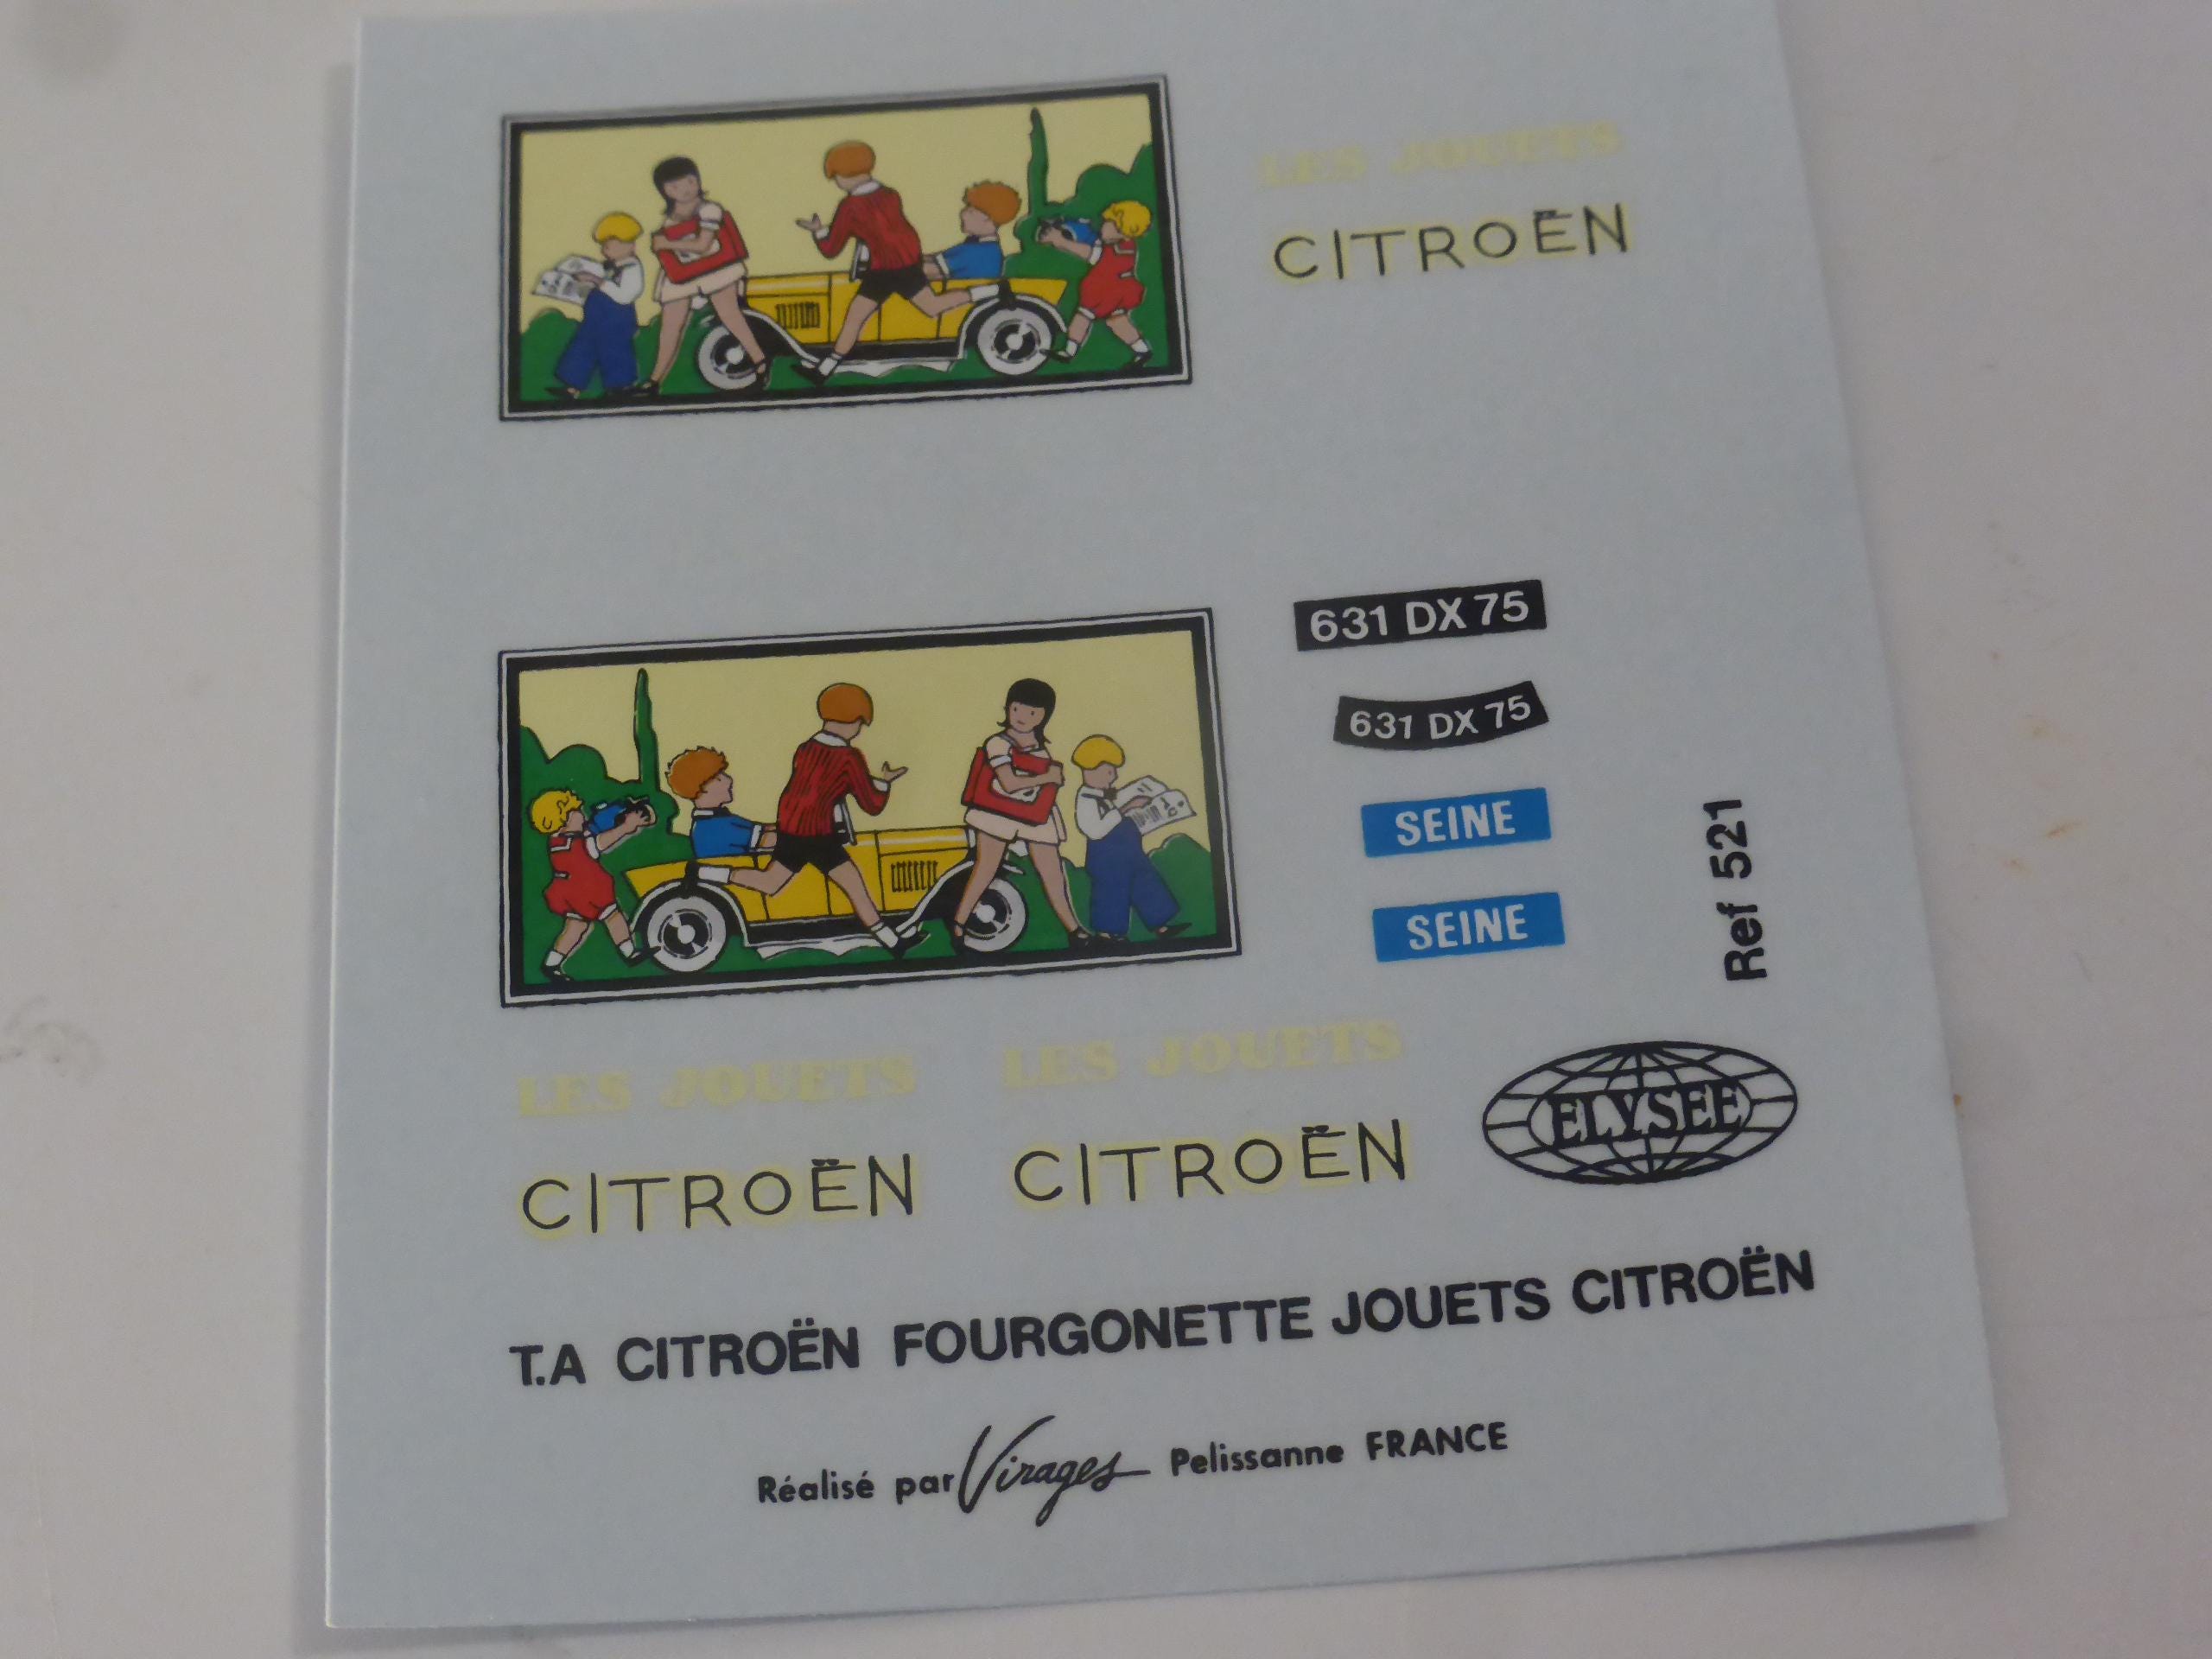 LES JOUETS
CITROËN
631 DX 75
631 DX 75
SEINE
SEINE
Ref 521
LES JOUETS LES JOUETS
CITROËN CITROËN
ELYSEE
T.A CITROËN FOURGONETTE JOUETS CITROËN
Réalisé par Virages Pelissanne FRANCE